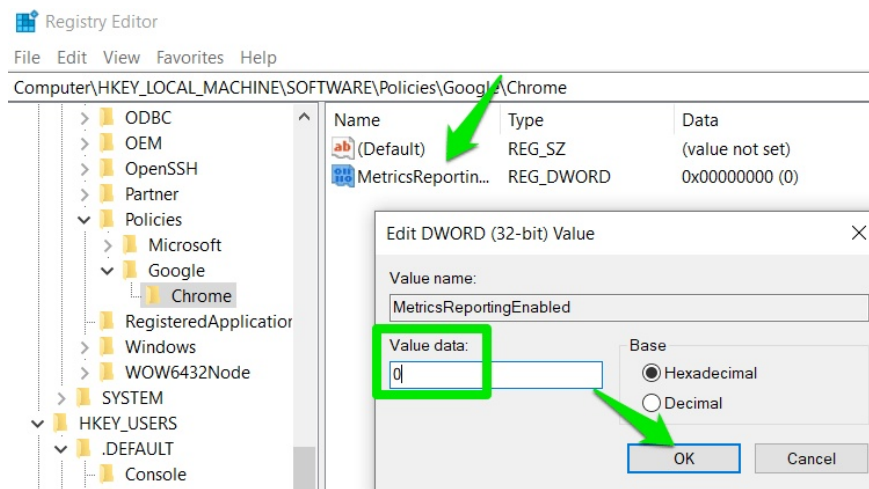 Registry Editor
File Edit View Favorites Help
Computer\HKEY_LOCAL_MACHINE\SOFTWARE\Policies\Google\Chrome
ODBC
OEM
OpenSSH
Partner
Policies
Microsoft
Google
Chrome
RegisteredApplication
Windows
WOW6432Node
SYSTEM
HKEY_USERS
.DEFAULT
Console
Name Type Data
ab (Default) REG_SZ (value not set)
MetricsReportin... REG_DWORD 0x00000000 (0)
Edit DWORD (32-bit) Value
Value name:
MetricsReportingEnabled
Value data:
0
Base
Hexadecimal
Decimal
OK Cancel